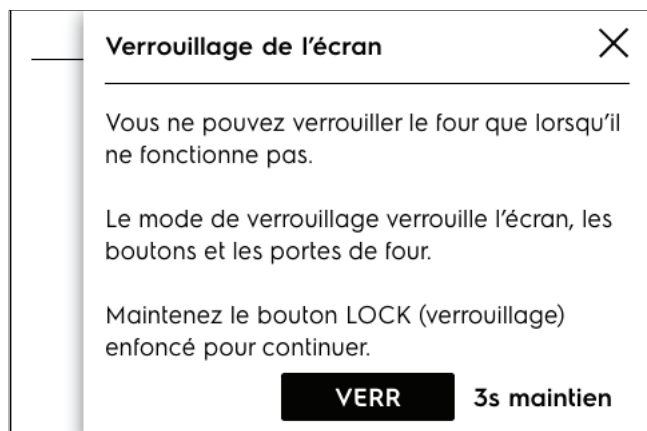 Verrouillage de l’écran
Vous ne pouvez verrouiller le four que lorsqu’il
ne fonctionne pas.
Le mode de verrouillage verrouille l’écran, les
boutons et les portes de four.
Maintenez le bouton LOCK (verrouillage)
enfoncé pour continuer.
VERR 3s maintien